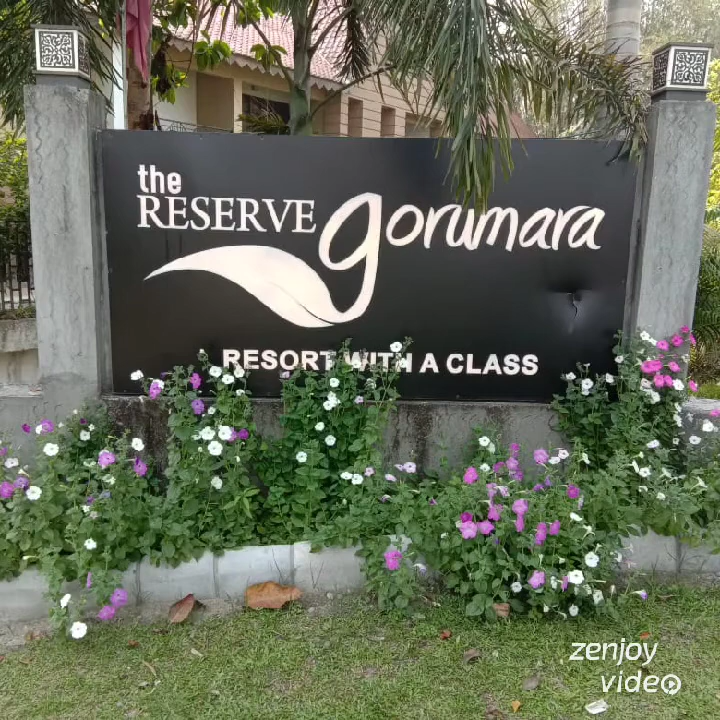 the
RESERVE gorumara
A RESORT WITH A CLASS
zenjoy
video